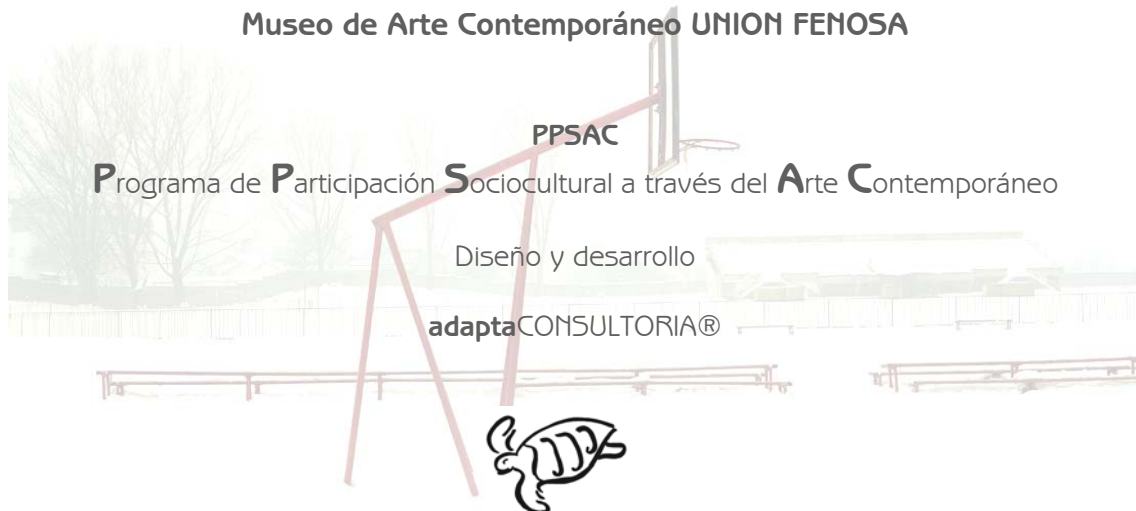 Museo de Arte Contemporáneo UNION FENOSA
PPSAC
Programa de Participación Sociocultural a través del Arte Contemporáneo
Diseño y desarrollo
adaptaCONSULTORIA®